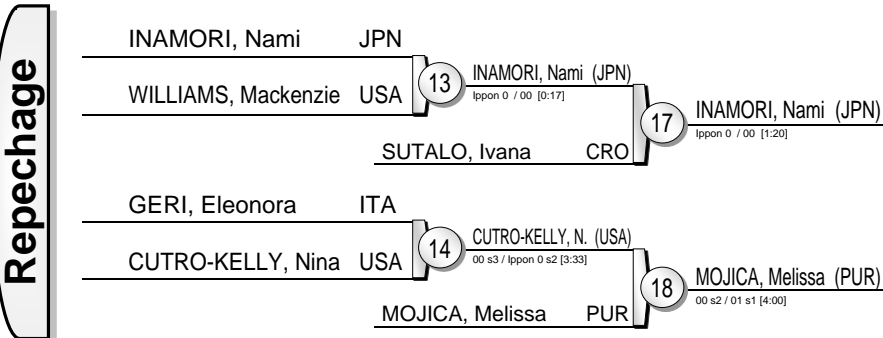 Repechage
INAMORI, Nami JPN
WILLIAMS, Mackenzie USA
13
INAMORI, Nami (JPN)
Ippon 0 / 00 [0:17]
SUTALO, Ivana CRO
17
INAMORI, Nami (JPN)
Ippon 0 / 00 [1:20]
GERI, Eleonora ITA
CUTRO-KELLY, Nina USA
14
CUTRO-KELLY, N. (USA)
00 s3 / Ippon 0 s2 [3:33]
MOJICA, Melissa PUR
18
MOJICA, Melissa (PUR)
00 s2 / 01 s1 [4:00]